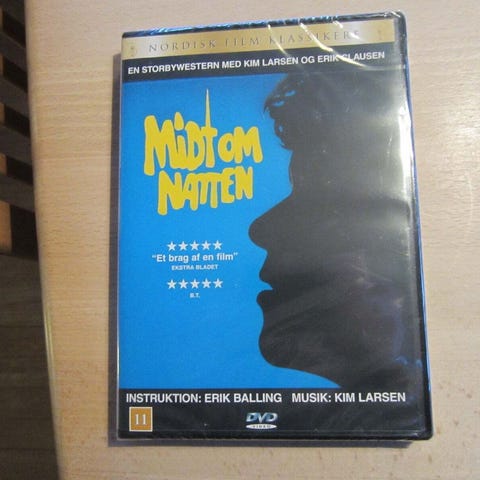 NORDISK FILM KLASSIKERE
EN STORBYWESTERN MED KIM LARSEN OG ERIK CLAUSEN
MiDT OM
NATTEN
"Et brag af en film"
EKSTRA BLADET
B.T.
INSTRUKTION: ERIK BALLING MUSIK: KIM LARSEN
11
DVD
VIDEO